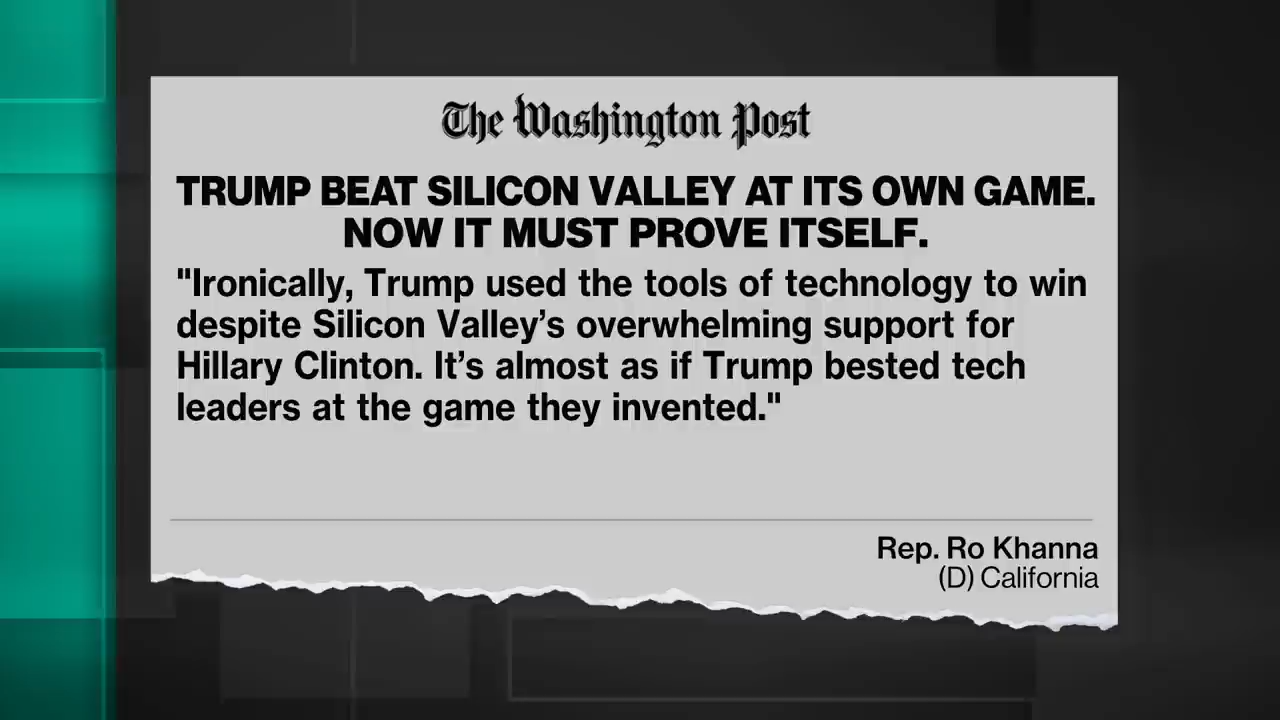 The Washington Post
TRUMP BEAT SILICON VALLEY AT ITS OWN GAME.
NOW IT MUST PROVE ITSELF.
"Ironically, Trump used the tools of technology to win
despite Silicon Valley’s overwhelming support for
Hillary Clinton. It’s almost as if Trump bested tech
leaders at the game they invented."
Rep. Ro Khanna
(D) California